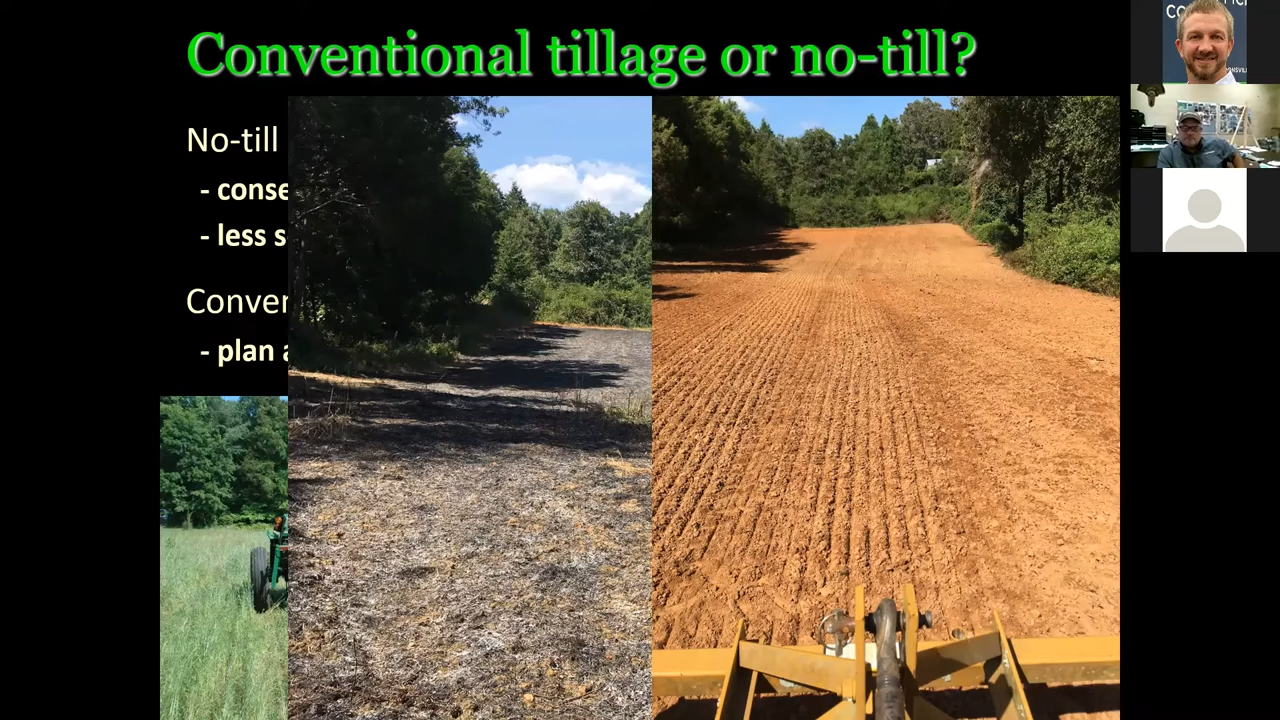 Conventional tillage or no-till?
No-till
- conse
- less s
Conver
- plan a